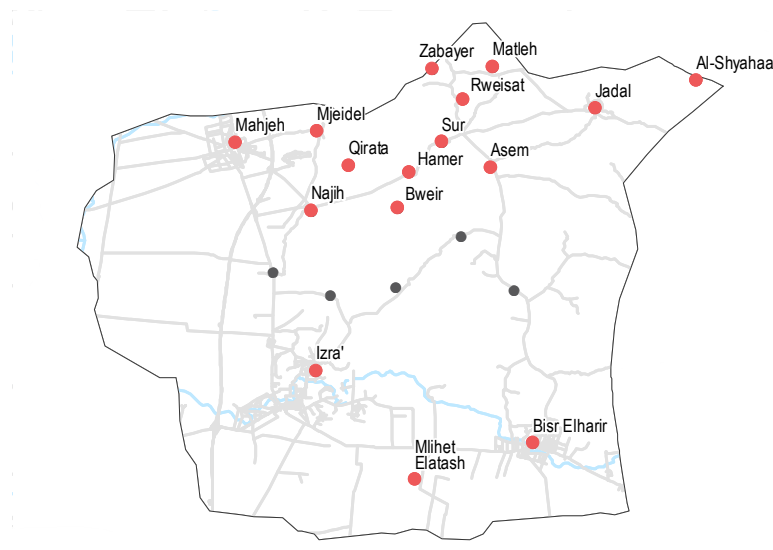 Zabayer
Matleh
Al-Shyahaa
Rweisat
Jadal
Mjeidel
Sur
Mahjeh
Qirata
Hamer
Asem
Najih
Bweir
Izra'
Bisr Elharir
Mlihet
Elatash